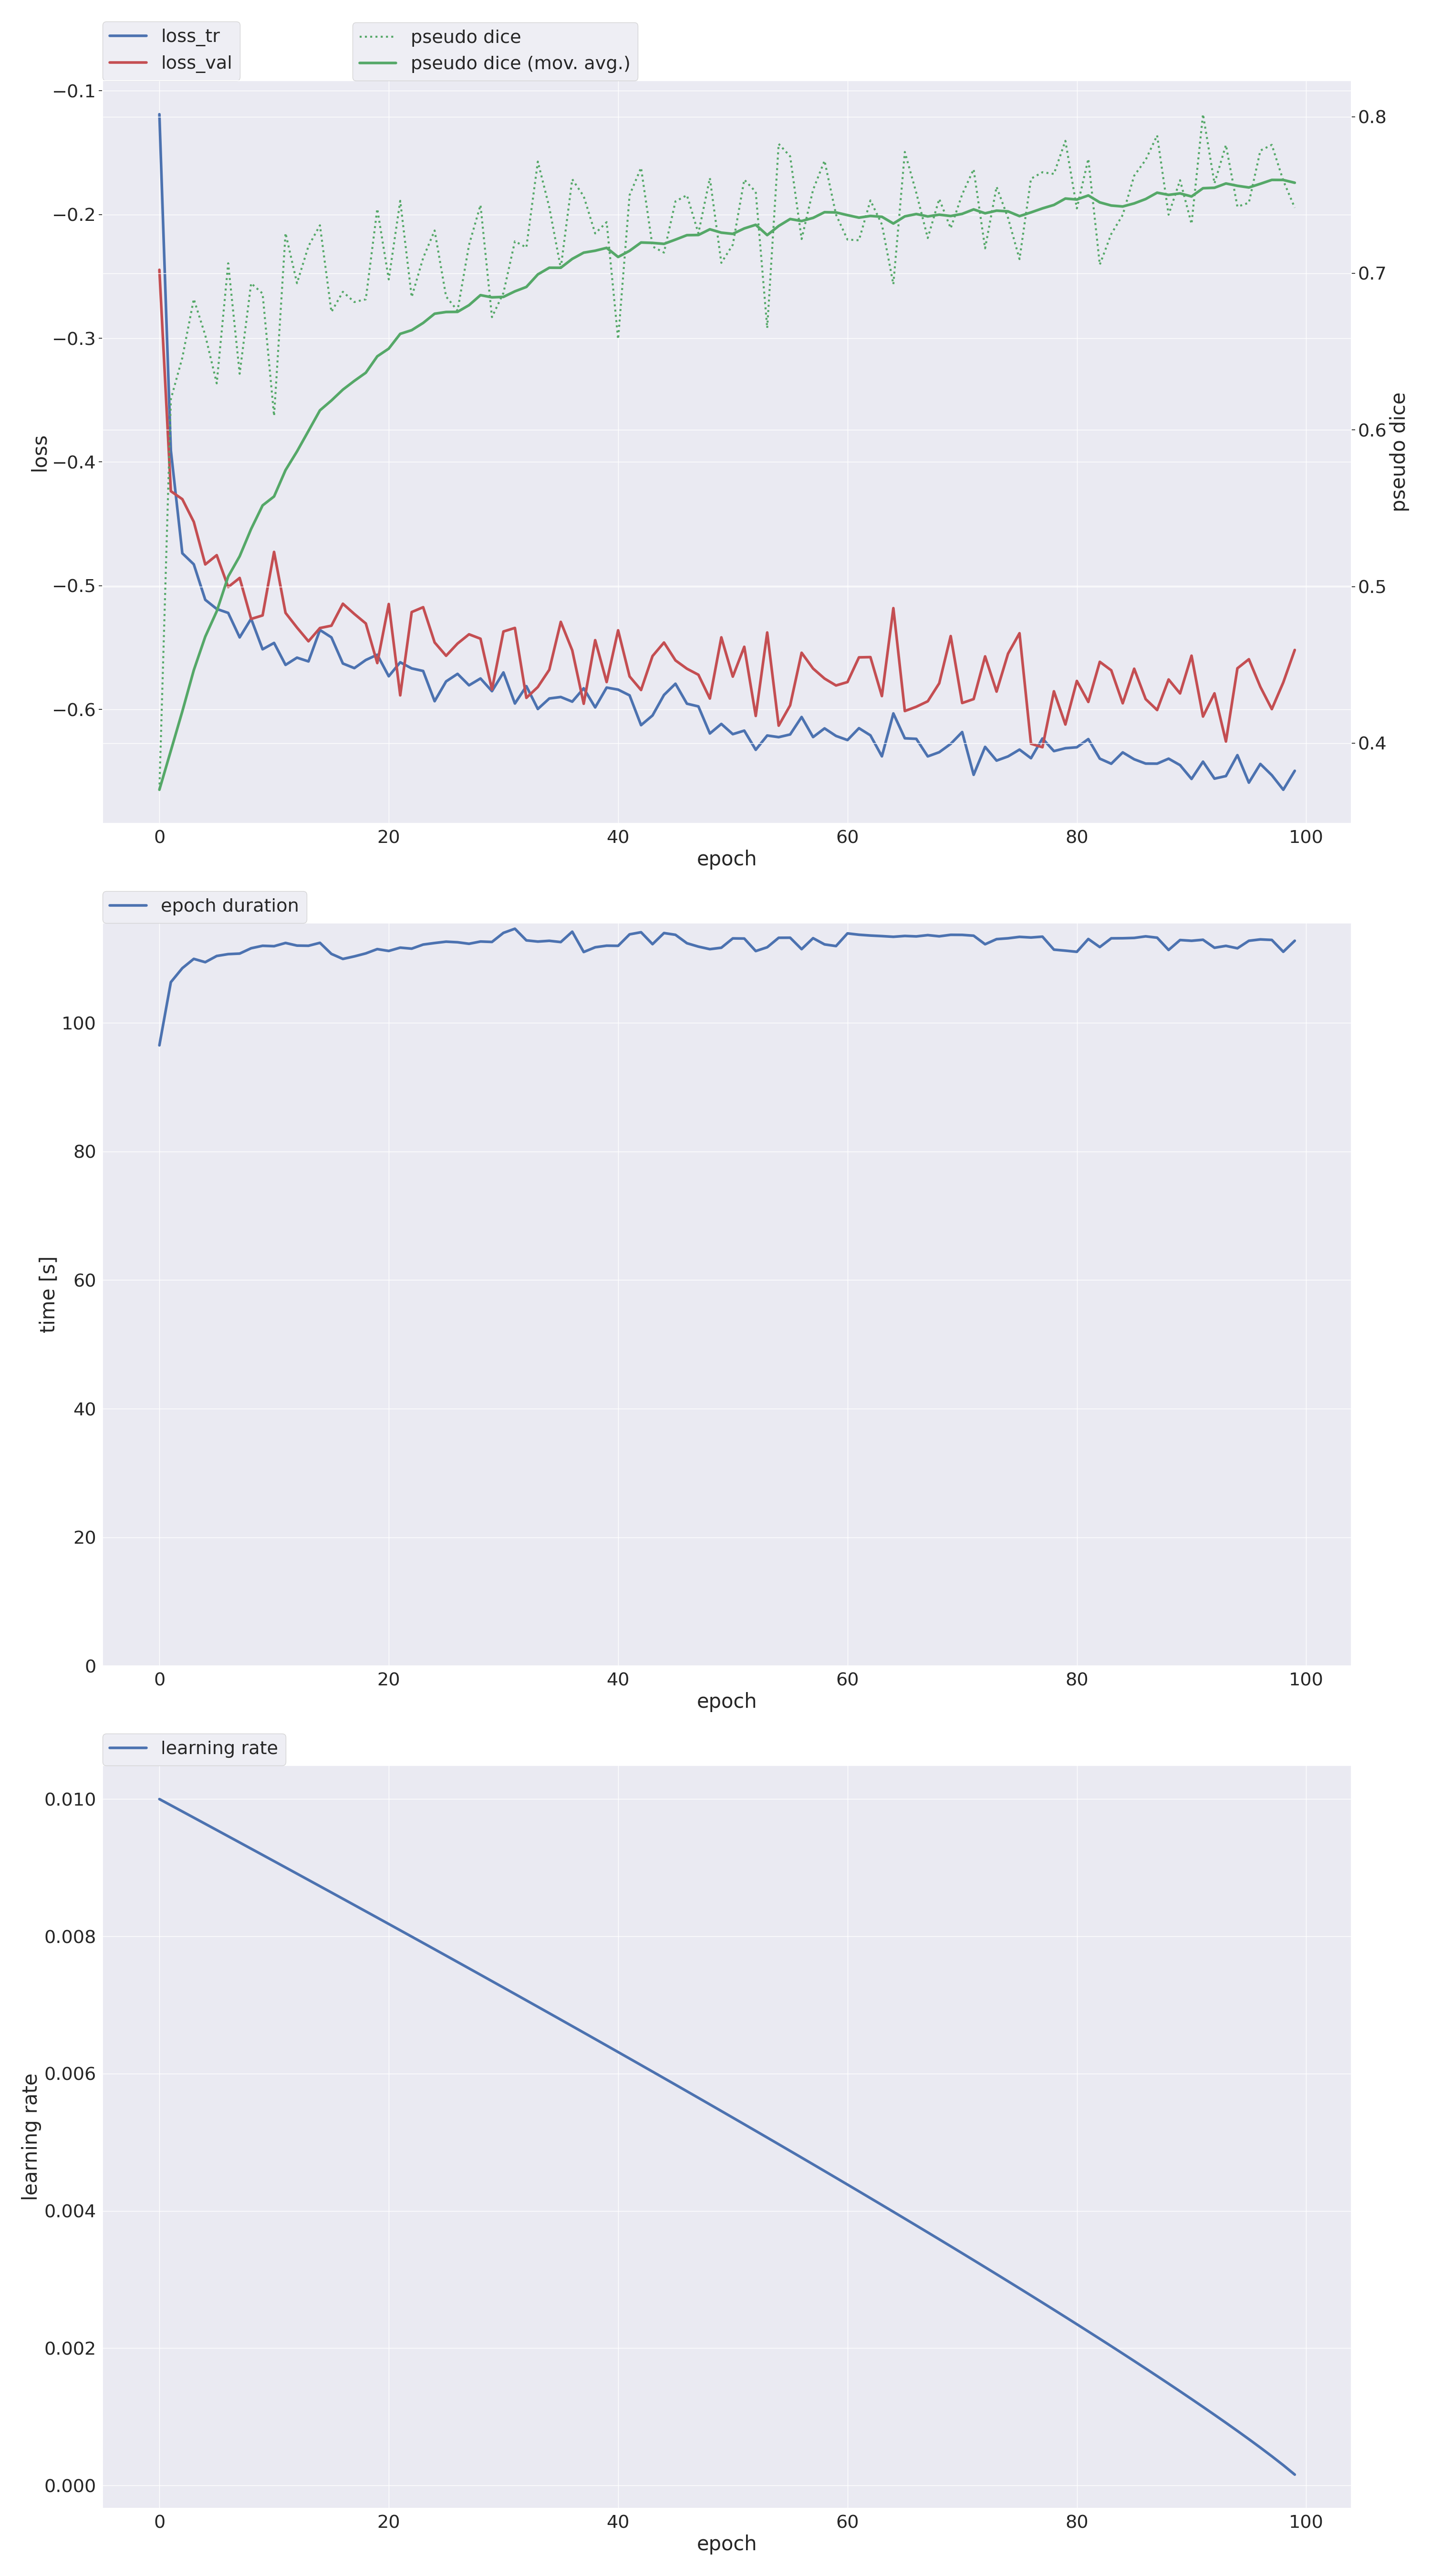 loss_tr
loss_val
pseudo dice
pseudo dice (mov. avg.)
−0.1
−0.2
−0.3
−0.4
−0.5
−0.6
loss
0.8
0.7
0.6
0.5
0.4
pseudo dice
0 20 40 60 80 100
epoch
epoch duration
100
80
60
40
20
0
time [s]
0 20 40 60 80 100
epoch
learning rate
0.010
0.008
0.006
0.004
0.002
0.000
learning rate
0 20 40 60 80 100
epoch